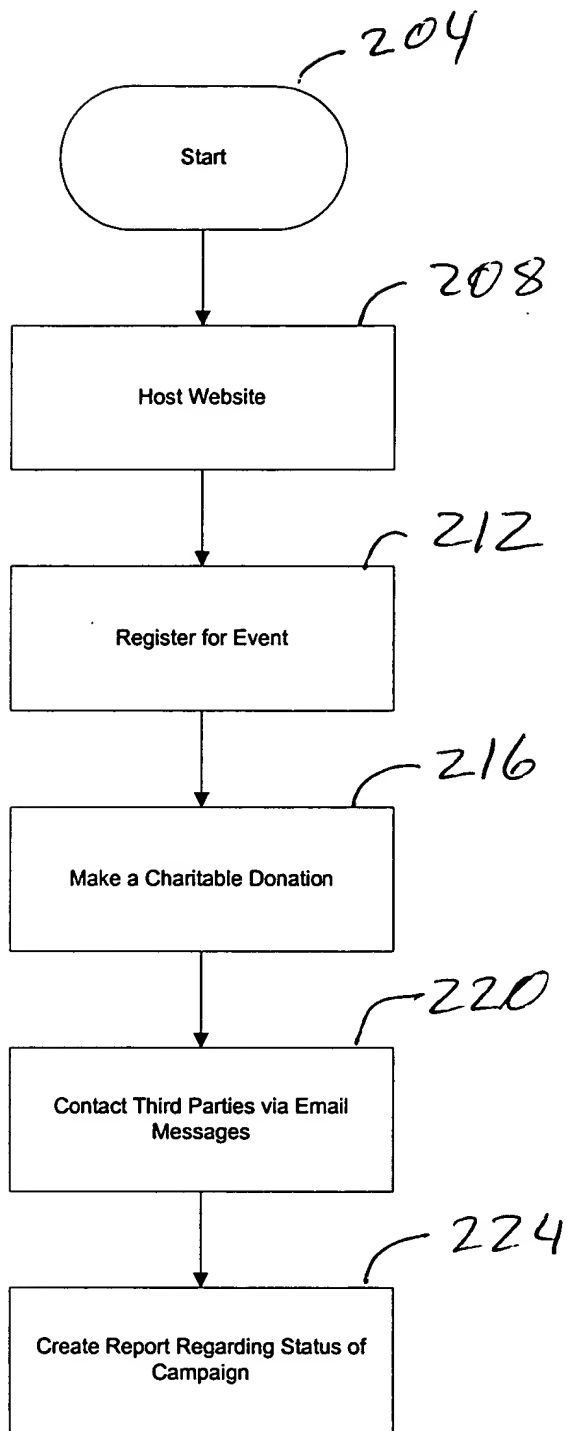 204
Start
208
Host Website
212
Register for Event
216
Make a Charitable Donation
220
Contact Third Parties via Email
Messages
224
Create Report Regarding Status of
Campaign